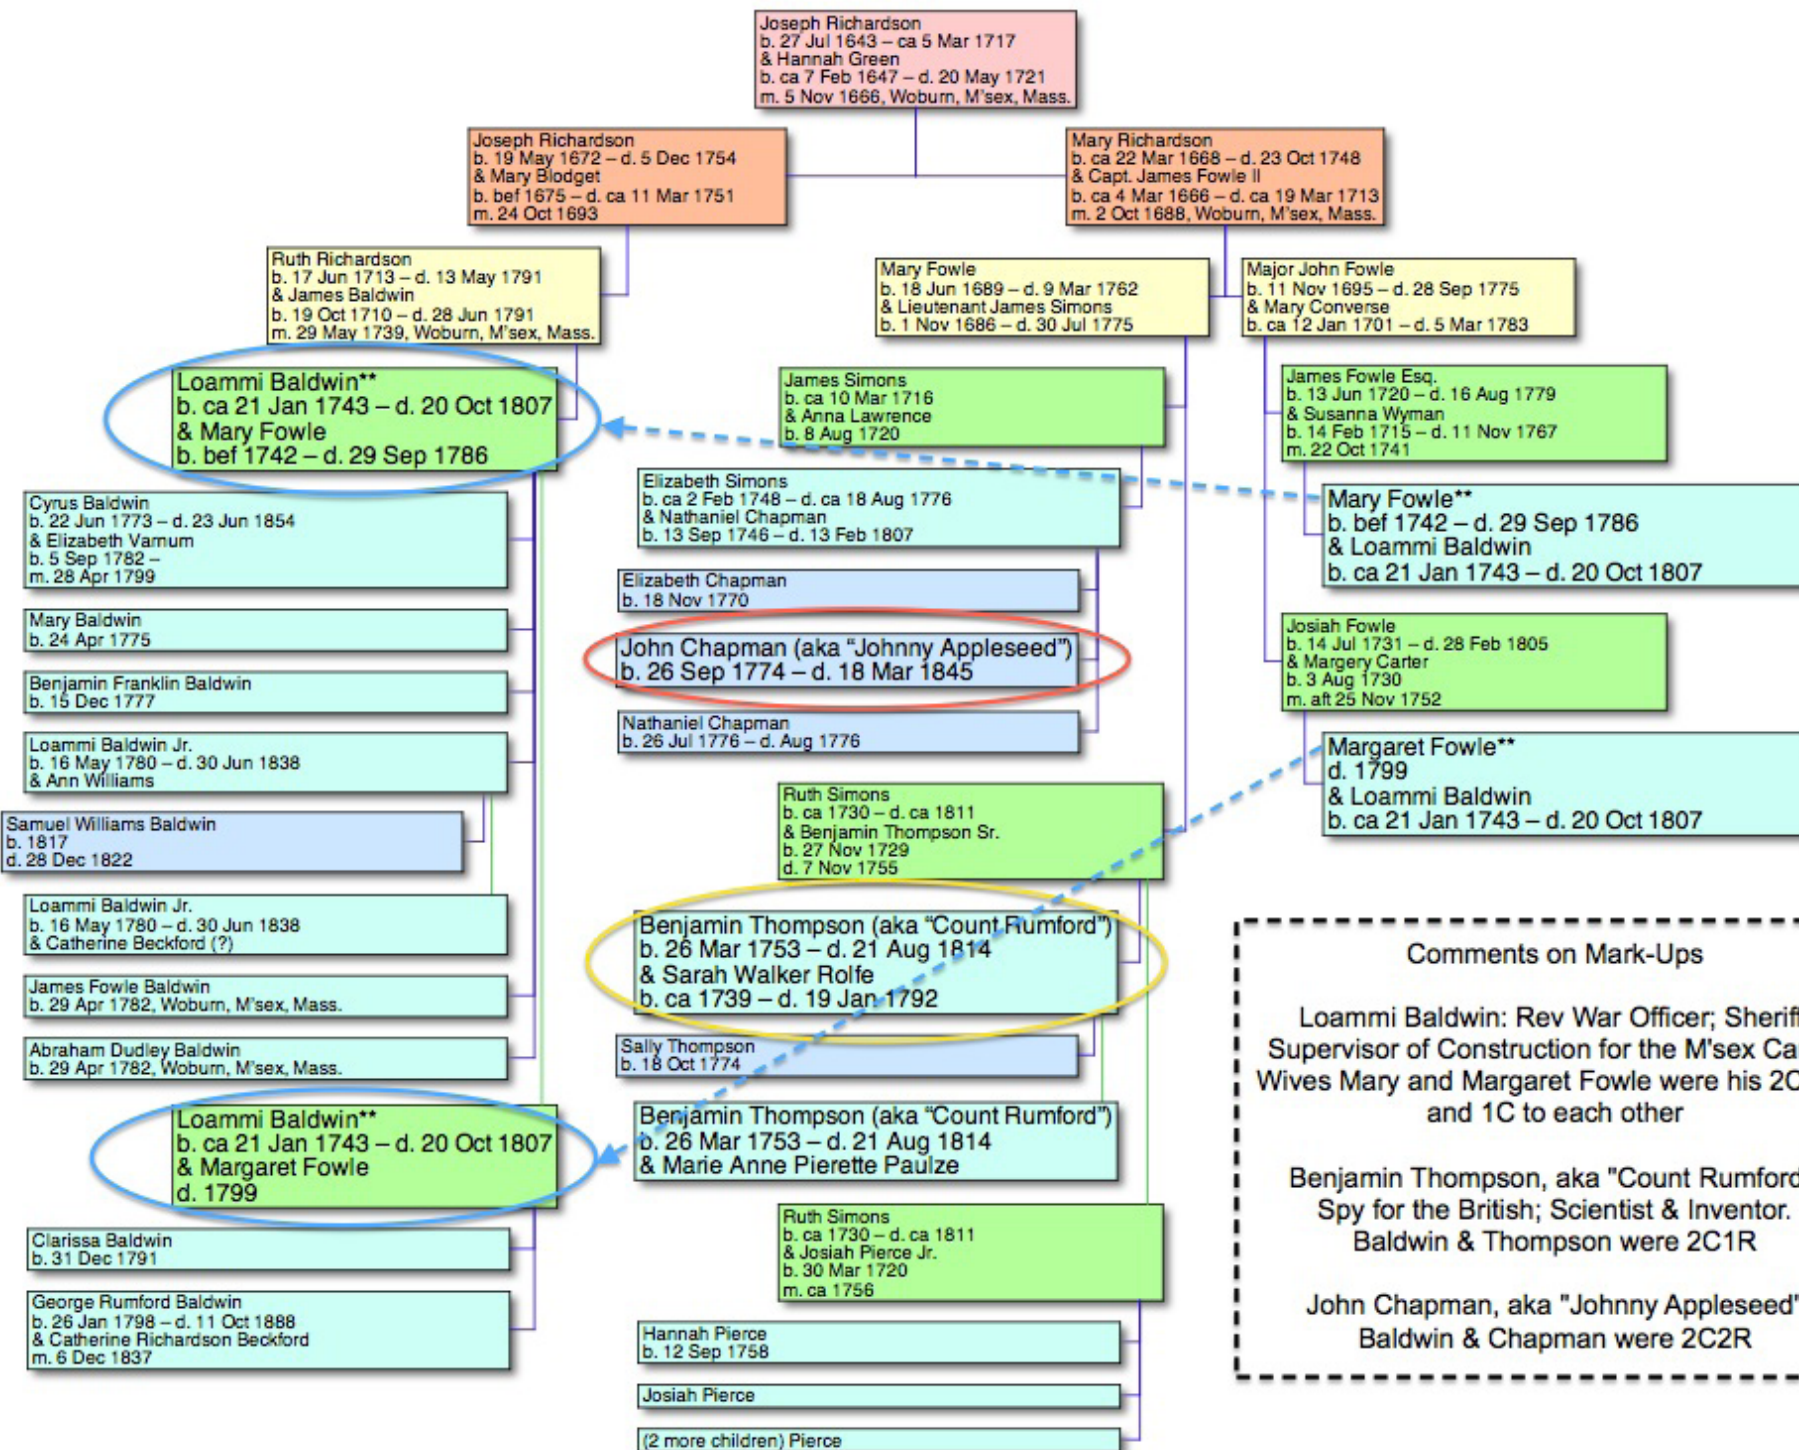 Joseph Richardson
b. 27 Jul 1643 – ca 5 Mar 1717
& Hannah Green
b. ca 7 Feb 1647 – d. 20 May 1721
m. 5 Nov 1666, Woburn, M'sex, Mass.
Joseph Richardson
b. 19 May 1672 – d. 5 Dec 1754
& Mary Blodget
b. bef 1675 – d. ca 11 Mar 1751
m. 24 Oct 1693
Mary Richardson
b. ca 22 Mar 1668 – d. 23 Oct 1748
& Capt. James Fowle II
b. ca 4 Mar 1666 – d. ca 19 Mar 1713
m. 2 Oct 1688, Woburn, M'sex, Mass.
Ruth Richardson
b. 17 Jun 1713 – d. 13 May 1791
& James Baldwin
b. 19 Oct 1710 – d. 28 Jun 1791
m. 29 May 1739, Woburn, M'sex, Mass.
Mary Fowle
b. 18 Jun 1689 – d. 9 Mar 1762
& Lieutenant James Simons
b. 1 Nov 1686 – d. 30 Jul 1775
Major John Fowle
b. 11 Nov 1695 – d. 28 Sep 1775
& Mary Converse
b. ca 12 Jan 1701 – d. 5 Mar 1783
Loammi Baldwin**
b. ca 21 Jan 1743 – d. 20 Oct 1807
& Mary Fowle
b. bef 1742 – d. 29 Sep 1786
Cyrus Baldwin
b. 22 Jun 1773 – d. 23 Jun 1854
& Elizabeth Varnum
b. 5 Sep 1782 –
m. 28 Apr 1799
Mary Baldwin
b. 24 Apr 1775
Benjamin Franklin Baldwin
b. 15 Dec 1777
Loammi Baldwin Jr.
b. 16 May 1780 – d. 30 Jun 1838
& Ann Williams
Samuel Williams Baldwin
b. 1817
d. 28 Dec 1822
Loammi Baldwin Jr.
b. 16 May 1780 – d. 30 Jun 1838
& Catherine Beckford (?)
James Fowle Baldwin
b. 29 Apr 1782, Woburn, M'sex, Mass.
Abraham Dudley Baldwin
b. 29 Apr 1782, Woburn, M'sex, Mass.
Loammi Baldwin**
b. ca 21 Jan 1743 – d. 20 Oct 1807
& Margaret Fowle
d. 1799
Clarissa Baldwin
b. 31 Dec 1791
George Rumford Baldwin
b. 26 Jan 1798 – d. 11 Oct 1888
& Catherine Richardson Beckford
m. 6 Dec 1837
James Simons
b. ca 10 Mar 1716
& Anna Lawrence
b. 8 Aug 1720
Elizabeth Simons
b. ca 2 Feb 1748 – d. ca 18 Aug 1776
& Nathaniel Chapman
b. 13 Sep 1746 – d. 13 Feb 1807
Elizabeth Chapman
b. 18 Nov 1770
John Chapman (aka “Johnny Appleseed”)
b. 26 Sep 1774 – d. 18 Mar 1845
Nathaniel Chapman
b. 26 Jul 1776 – d. Aug 1776
Ruth Simons
b. ca 1730 – d. ca 1811
& Benjamin Thompson Sr.
b. 27 Nov 1729
d. 7 Nov 1755
Benjamin Thompson (aka “Count Rumford”)
b. 26 Mar 1753 – d. 21 Aug 1814
& Sarah Walker Rolfe
b. ca 1739 – d. 19 Jan 1792
Sally Thompson
b. 18 Oct 1774
Benjamin Thompson (aka “Count Rumford”)
b. 26 Mar 1753 – d. 21 Aug 1814
& Marie Anne Pierette Paulze
Ruth Simons
b. ca 1730 – d. ca 1811
& Josiah Pierce Jr.
b. 30 Mar 1720
m. ca 1756
Hannah Pierce
b. 12 Sep 1758
Josiah Pierce
(2 more children) Pierce
James Fowle Esq.
b. 13 Jun 1720 – d. 16 Aug 1779
& Susanna Wyman
b. 14 Feb 1715 – d. 11 Nov 1767
m. 22 Oct 1741
Mary Fowle**
b. bef 1742 – d. 29 Sep 1786
& Loammi Baldwin
b. ca 21 Jan 1743 – d. 20 Oct 1807
Josiah Fowle
b. 14 Jul 1731 – d. 28 Feb 1805
& Margery Carter
b. 3 Aug 1730
m. aft 25 Nov 1752
Margaret Fowle**
d. 1799
& Loammi Baldwin
b. ca 21 Jan 1743 – d. 20 Oct 1807
Comments on Mark-Ups
Loammi Baldwin: Rev War Officer; Sheriff
Supervisor of Construction for the M'sex Ca
Wives Mary and Margaret Fowle were his 2C
and 1C to each other
Benjamin Thompson, aka "Count Rumford
Spy for the British; Scientist & Inventor.
Baldwin & Thompson were 2C1R
John Chapman, aka "Johnny Appleseed"
Baldwin & Chapman were 2C2R